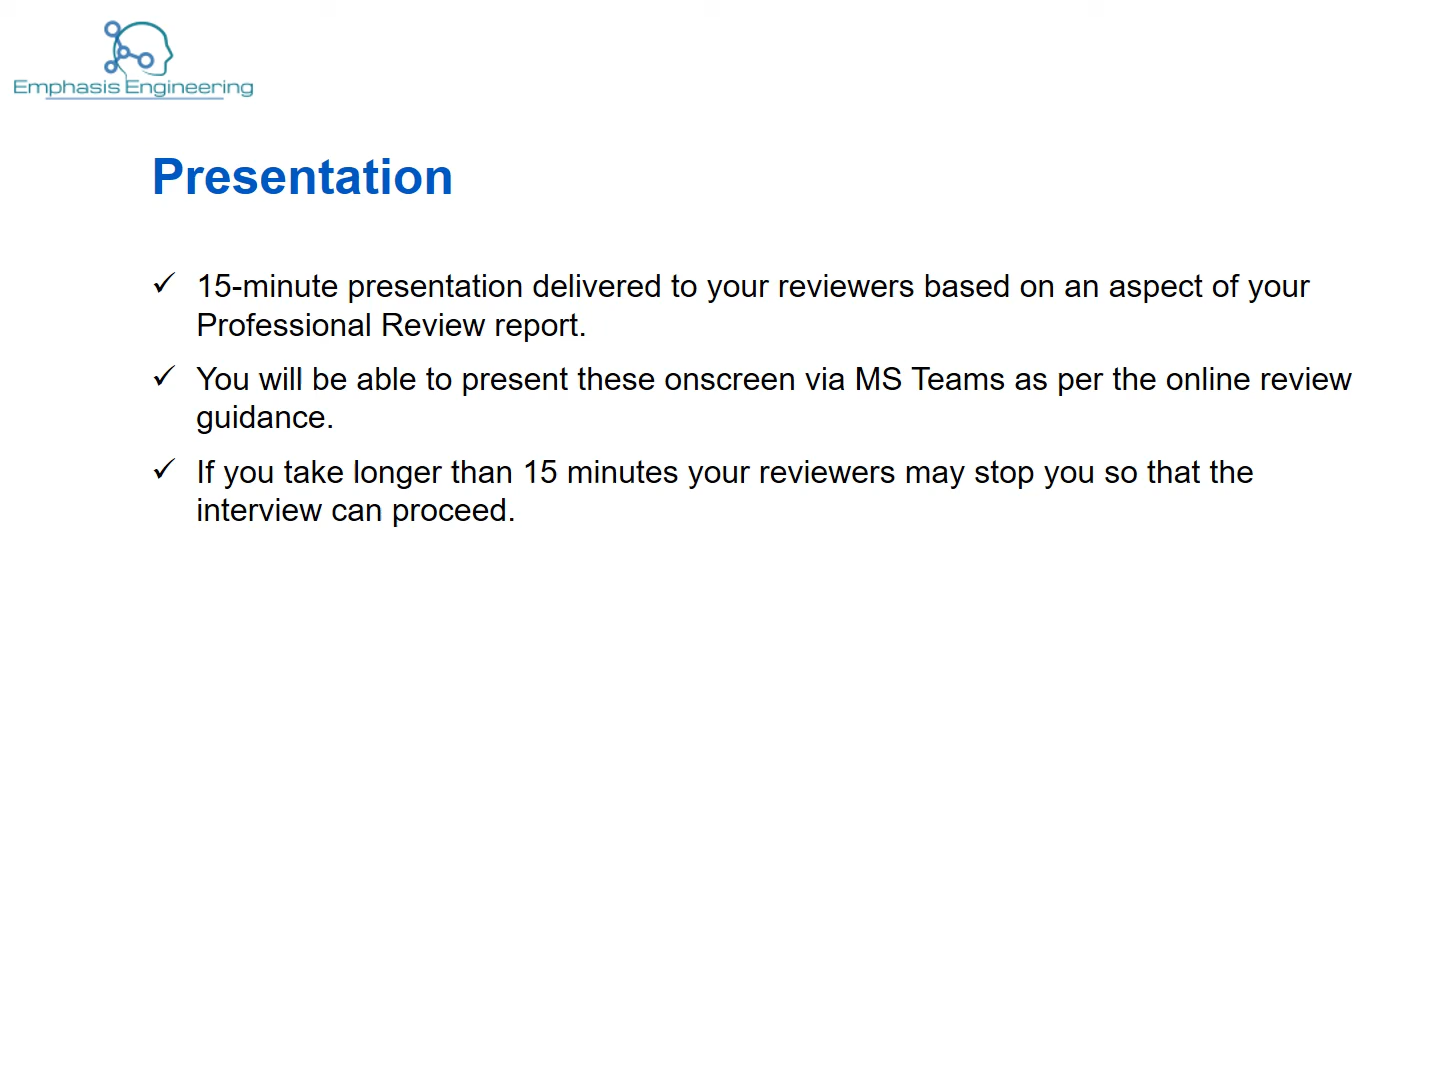 Emphasis Engineering
Presentation
✓ 15-minute presentation delivered to your reviewers based on an aspect of your
Professional Review report.
✓ You will be able to present these onscreen via MS Teams as per the online review
guidance.
✓ If you take longer than 15 minutes your reviewers may stop you so that the
interview can proceed.